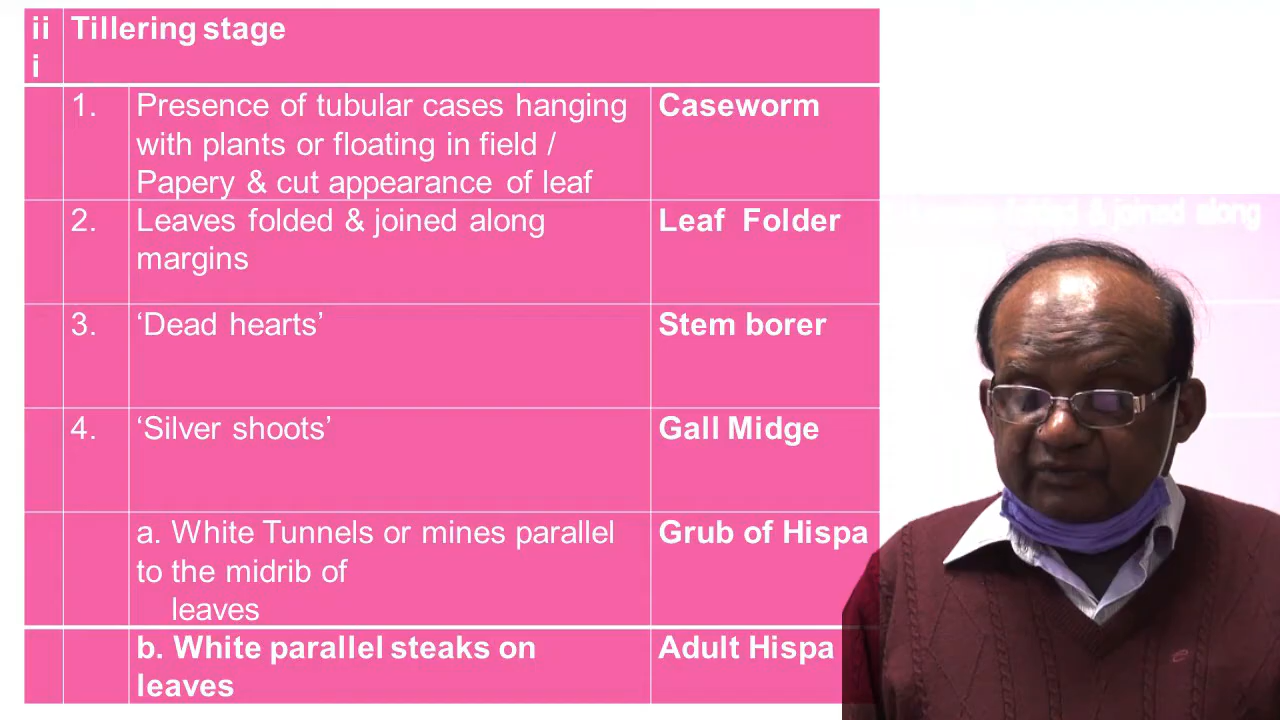 ii
i
Tillering stage
1. Presence of tubular cases hanging
with plants or floating in field /
Papery & cut appearance of leaf
Caseworm
2. Leaves folded & joined along
margins
Leaf Folder
3. ‘Dead hearts’
Stem borer
4. ‘Silver shoots’
Gall Midge
a. White Tunnels or mines parallel
to the midrib of
leaves
Grub of Hispa
b. White parallel steaks on
leaves
Adult Hispa
folded & joined along